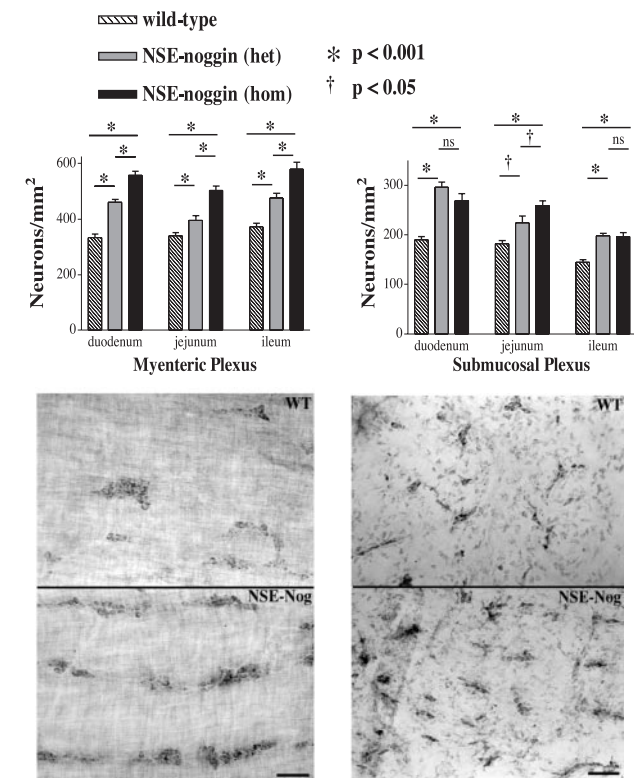 wild-type
NSE-noggin (het)
* p < 0.001
NSE-noggin (hom)
† p < 0.05
Neurons/mm²
600
400
200
0
* * *
* * *
* * *
duodenum jejunum ileum
Myenteric Plexus
Neurons/mm²
300
200
100
0
* * *
ns † ns
* † *
duodenum jejunum ileum
Submucosal Plexus
WT
NSE-Nog
WT
NSE-Nog